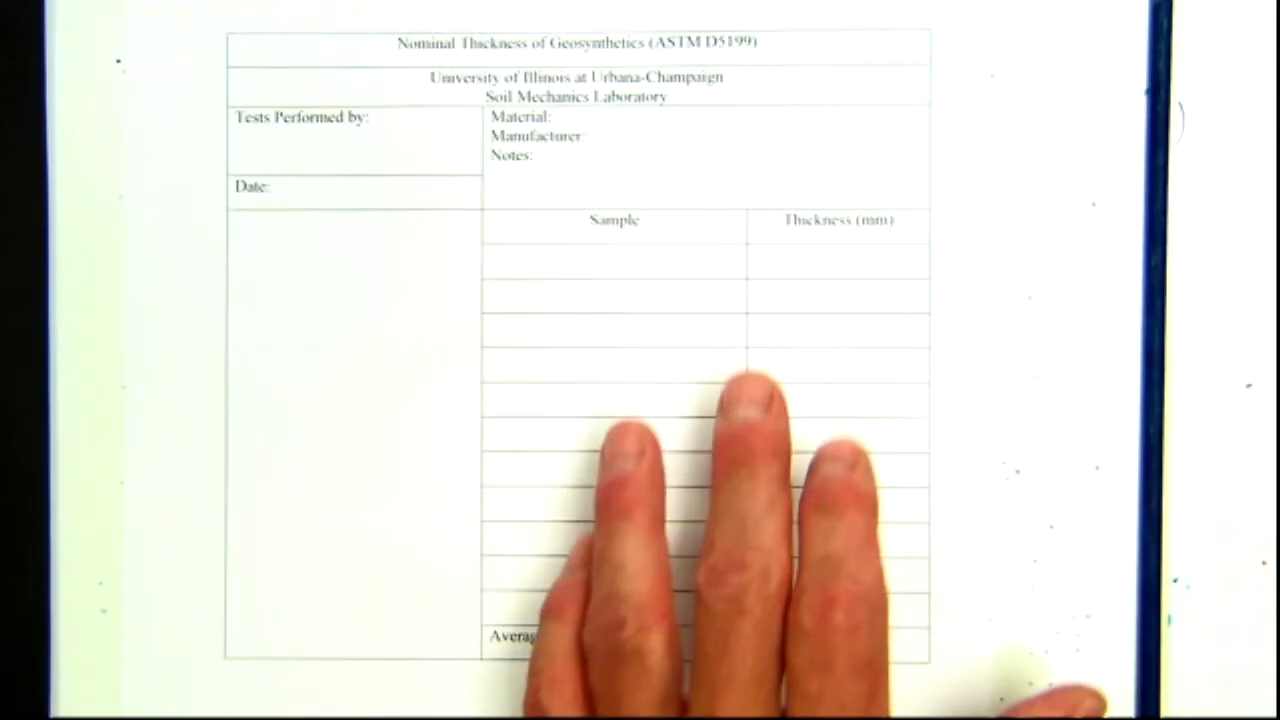 Nominal Thickness of Geosynthetics (ASTM D5199)
University of Illinois at Urbana-Champaign
Soil Mechanics Laboratory
Tests Performed by:
Material:
Manufacturer:
Notes:
Date:
Sample
Thickness (mm)